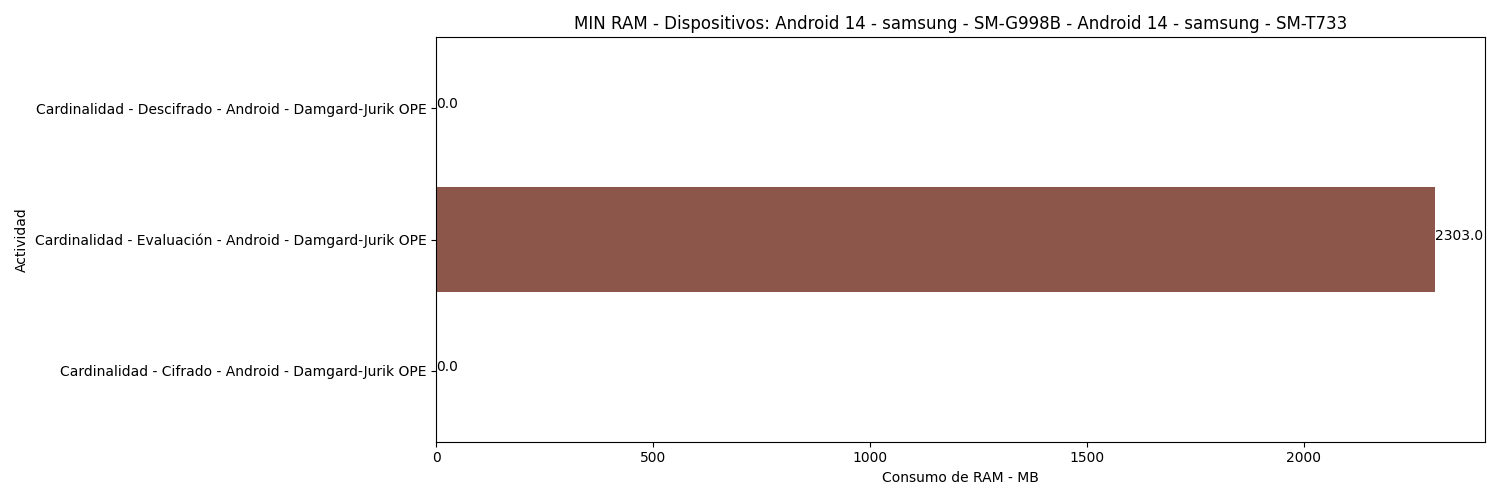 MIN RAM - Dispositivos: Android 14 - samsung - SM-G998B - Android 14 - samsung - SM-T733
Cardinalidad - Descifrado - Android - Damgard-Jurik OPE
0.0
Actividad
Cardinalidad - Evaluación - Android - Damgard-Jurik OPE
2303.0
Cardinalidad - Cifrado - Android - Damgard-Jurik OPE
0.0
0 500 1000 1500 2000
Consumo de RAM - MB